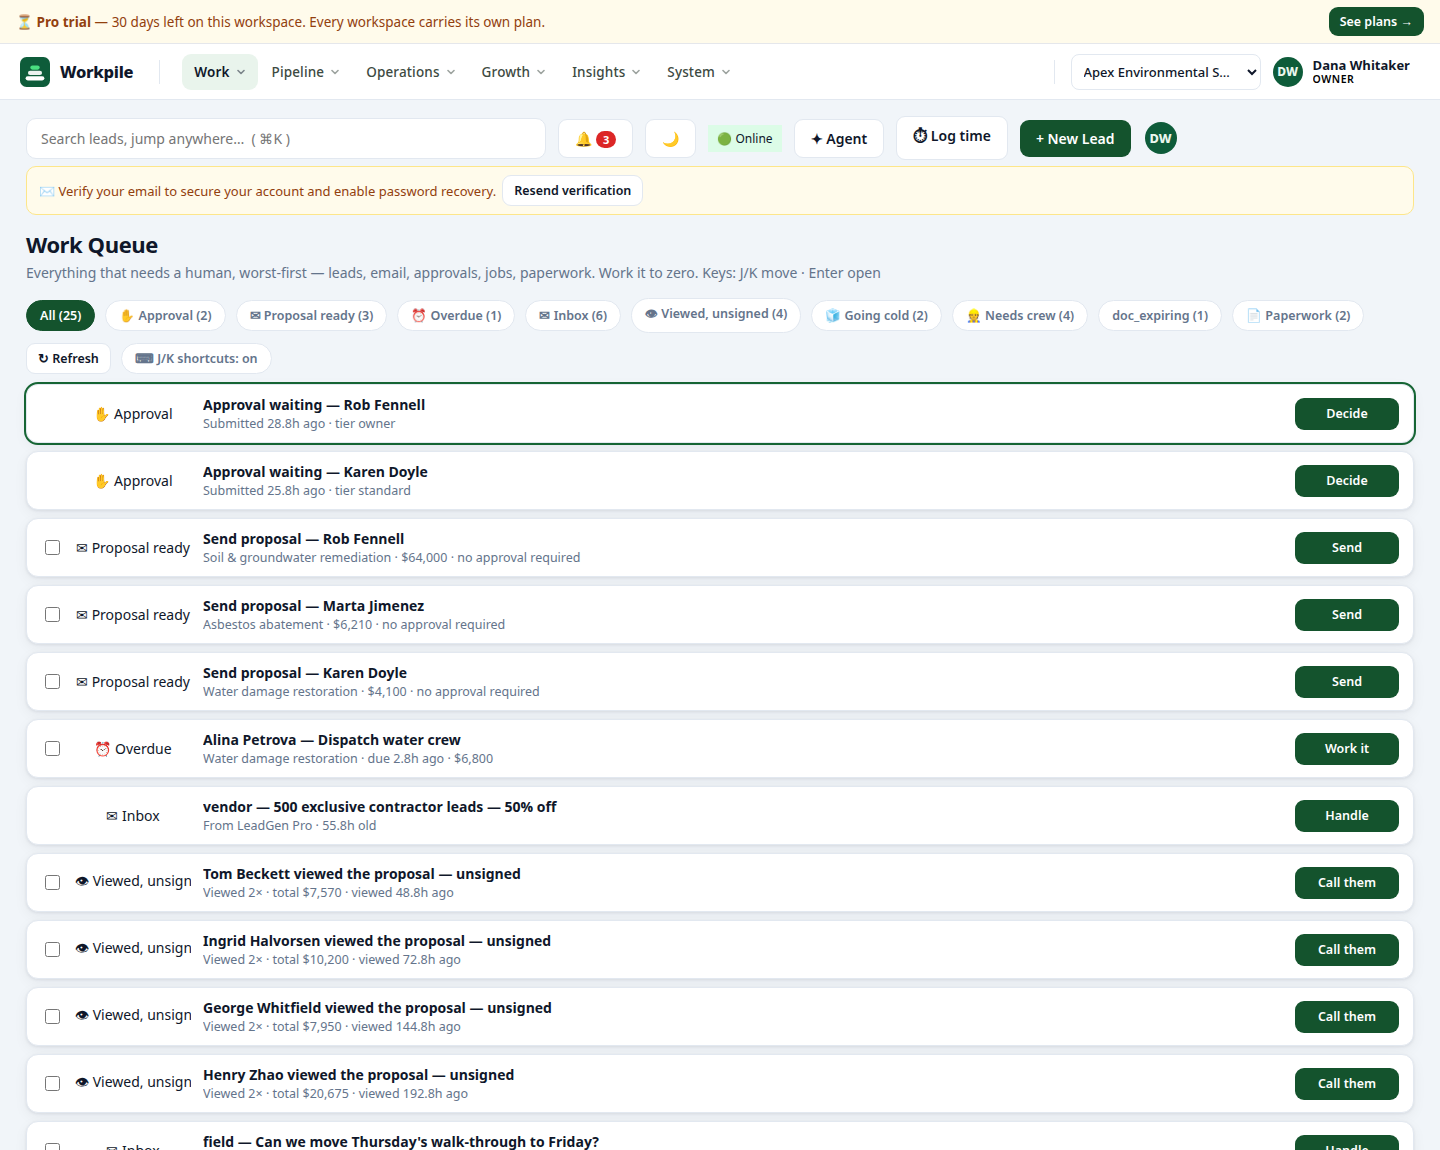 ⏳ Pro trial — 30 days left on this workspace. Every workspace carries its own plan.
See plans →
Workpile
Work
Pipeline
Operations
Growth
Insights
System
Apex Environmental S...
DW
Dana Whitaker
OWNER
Search leads, jump anywhere… ( ⌘K )
🔔 3
🌙
🟢 Online
✦ Agent
⏱ Log time
+ New Lead
DW
✉️ Verify your email to secure your account and enable password recovery.
Resend verification
Work Queue
Everything that needs a human, worst-first — leads, email, approvals, jobs, paperwork. Work it to zero. Keys: J/K move · Enter open
All (25)
✋ Approval (2)
✉ Proposal ready (3)
⏰ Overdue (1)
✉ Inbox (6)
👁 Viewed, unsigned (4)
🧊 Going cold (2)
👷 Needs crew (4)
doc_expiring (1)
📄 Paperwork (2)
↻ Refresh
⌨ J/K shortcuts: on
✋ Approval
Approval waiting — Rob Fennell
Submitted 28.8h ago · tier owner
Decide
✋ Approval
Approval waiting — Karen Doyle
Submitted 25.8h ago · tier standard
Decide
✉ Proposal ready
Send proposal — Rob Fennell
Soil & groundwater remediation · $64,000 · no approval required
Send
✉ Proposal ready
Send proposal — Marta Jimenez
Asbestos abatement · $6,210 · no approval required
Send
✉ Proposal ready
Send proposal — Karen Doyle
Water damage restoration · $4,100 · no approval required
Send
⏰ Overdue
Alina Petrova — Dispatch water crew
Water damage restoration · due 2.8h ago · $6,800
Work it
✉ Inbox
vendor — 500 exclusive contractor leads — 50% off
From LeadGen Pro · 55.8h old
Handle
👁 Viewed, unsign
Tom Beckett viewed the proposal — unsigned
Viewed 2× · total $7,570 · viewed 48.8h ago
Call them
👁 Viewed, unsign
Ingrid Halvorsen viewed the proposal — unsigned
Viewed 2× · total $10,200 · viewed 72.8h ago
Call them
👁 Viewed, unsign
George Whitfield viewed the proposal — unsigned
Viewed 2× · total $7,950 · viewed 144.8h ago
Call them
👁 Viewed, unsign
Henry Zhao viewed the proposal — unsigned
Viewed 2× · total $20,675 · viewed 192.8h ago
Call them
✉ Inbox
field — Can we move Thursday's walk-through to Friday?
Handle